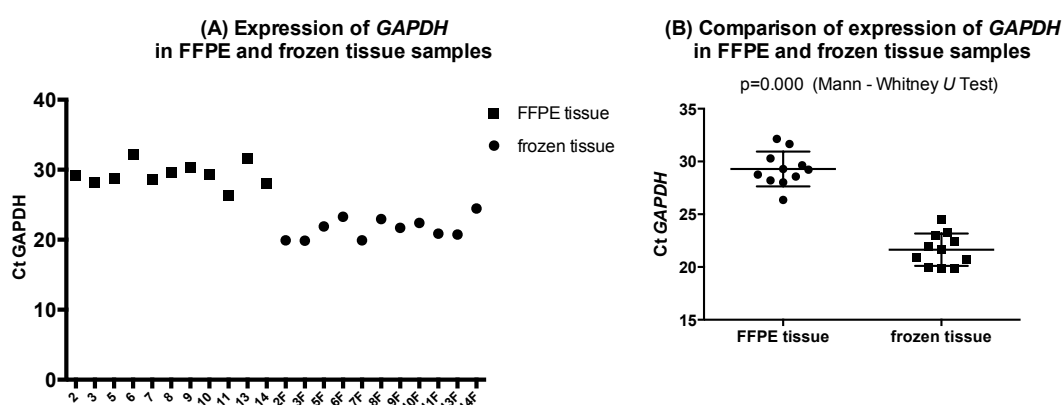 (A) Expression of GAPDH
in FFPE and frozen tissue samples
40
30
20
10
0
Ct GAPDH
FFPE tissue
frozen tissue
2 3 5 6 7 8 9 10 11 13 14 2F 3F 5F 6F 7F 8F 9F 10F 11F 13F 14F
(B) Comparison of expression of GAPDH
in FFPE and frozen tissue samples
p=0.000 (Mann - Whitney U Test)
35
30
25
20
15
Ct GAPDH
FFPE tissue
frozen tissue